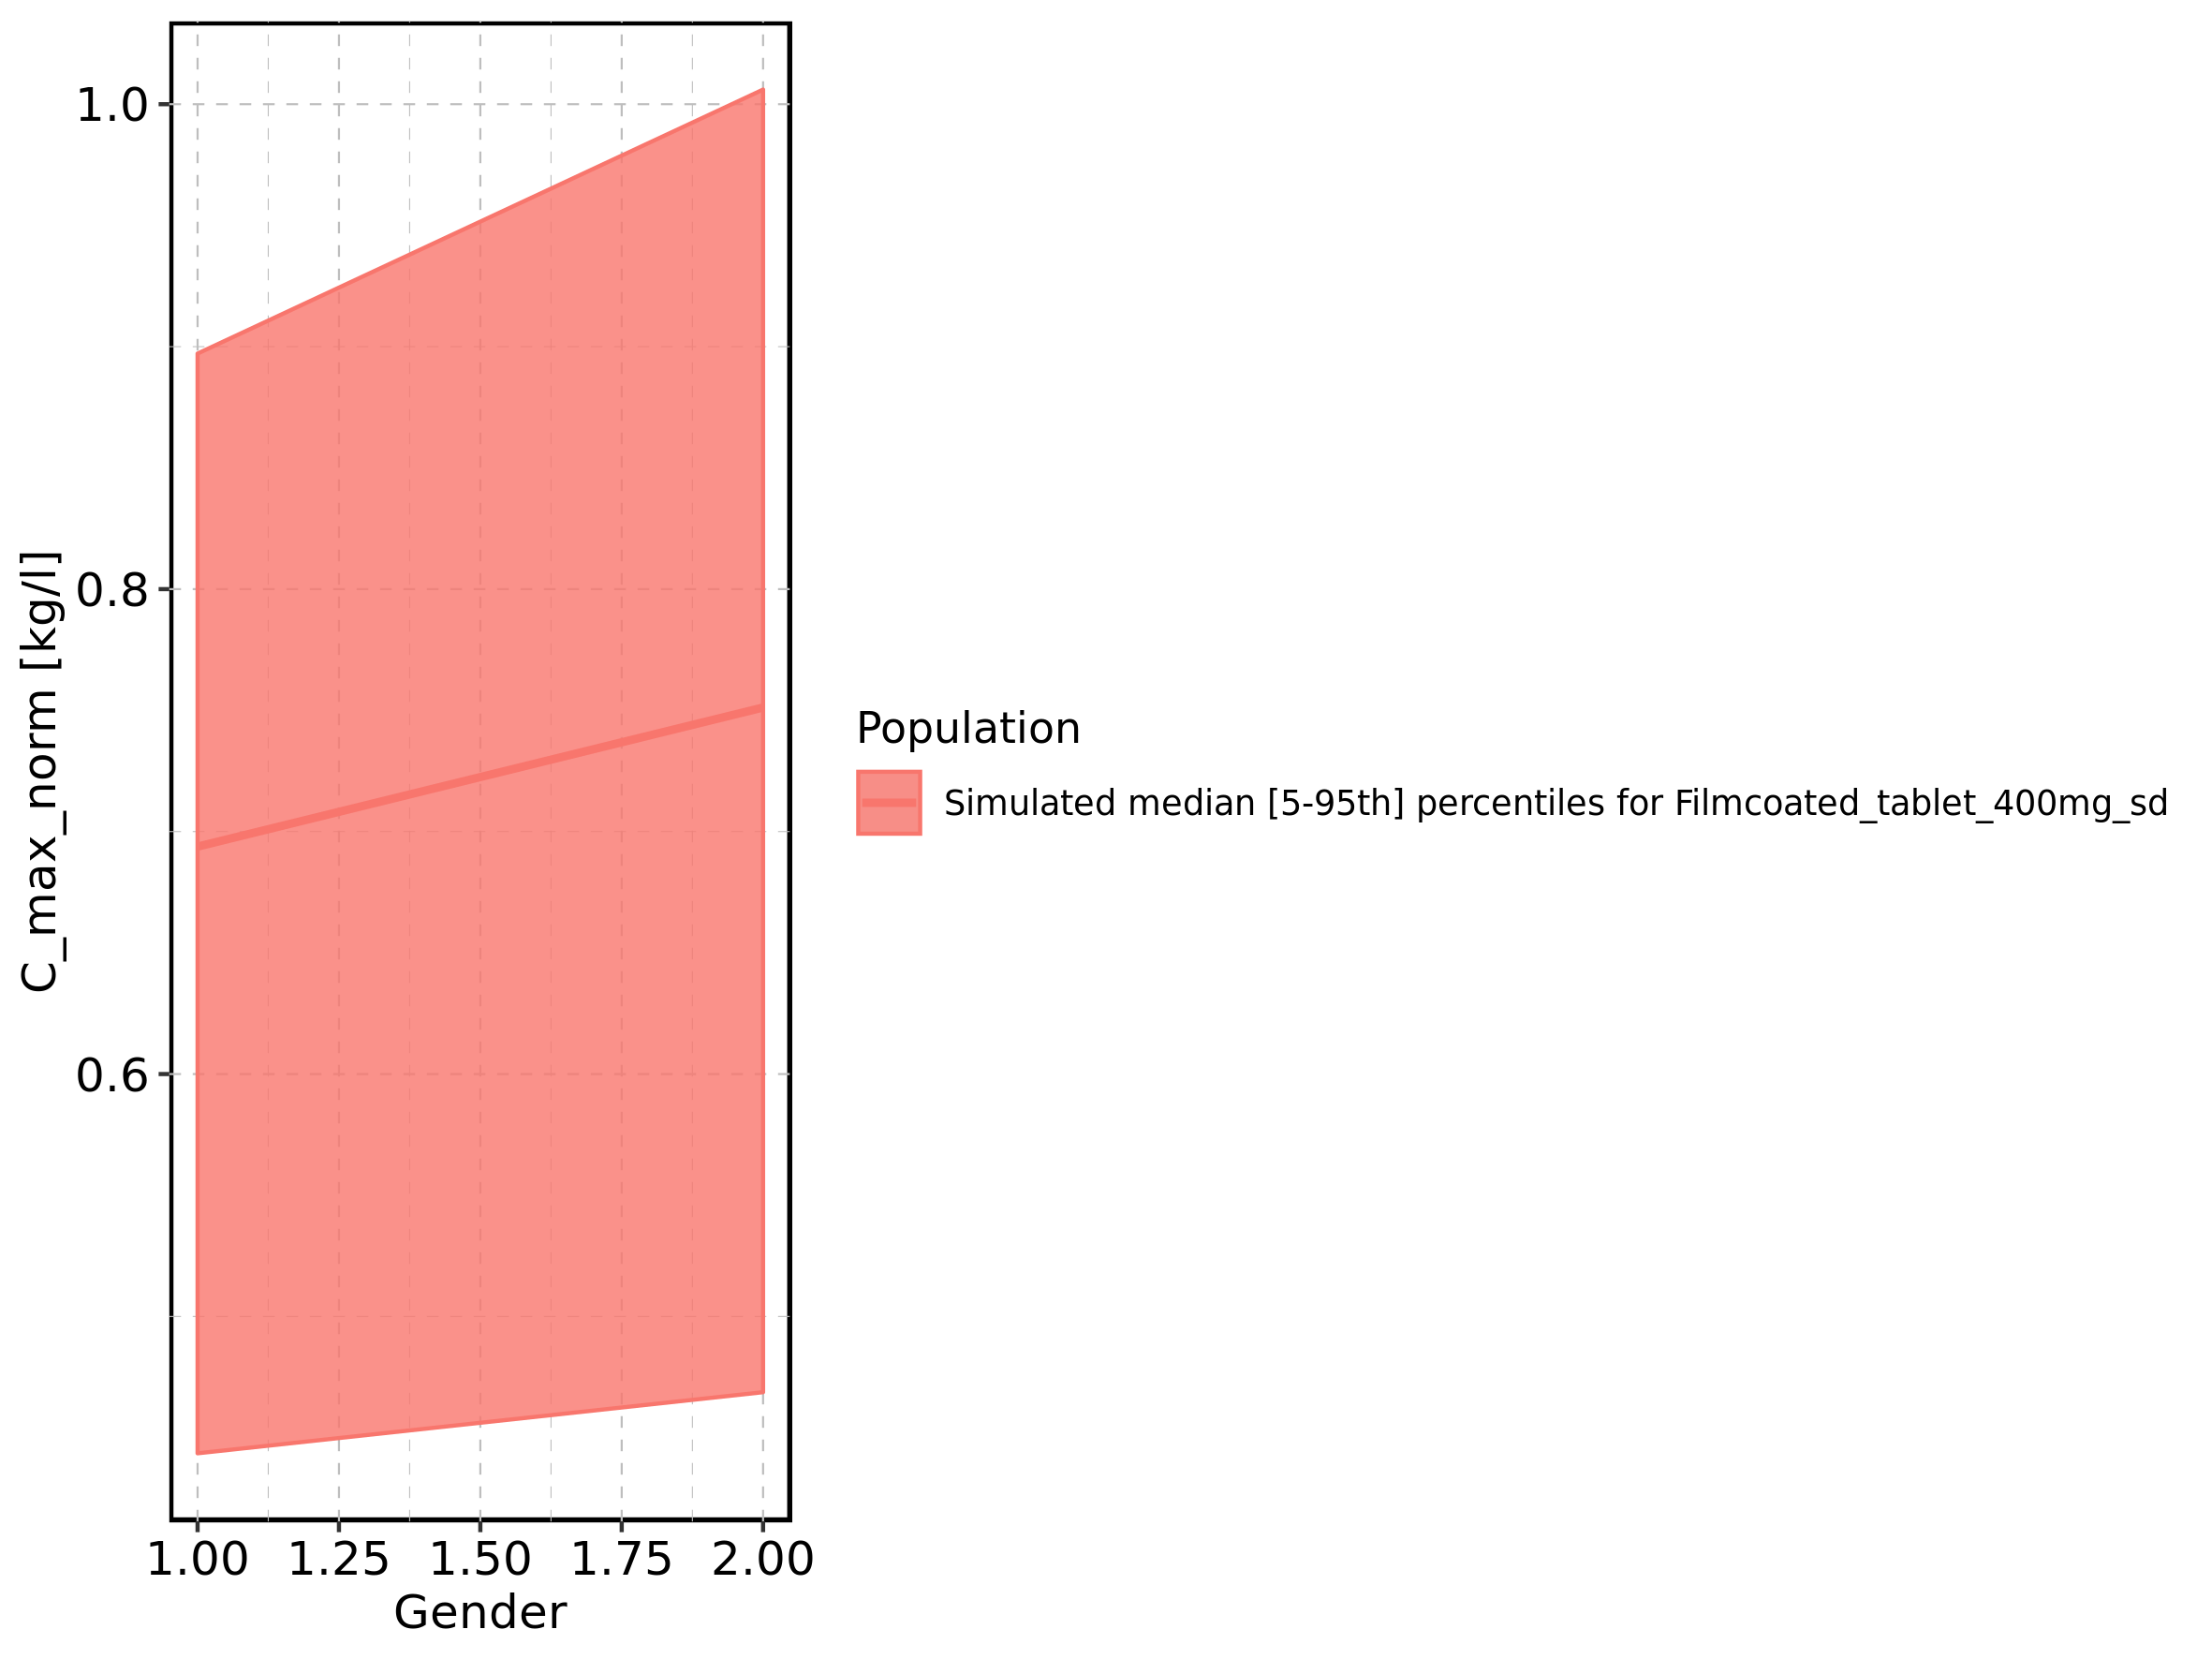 C_max_norm [kg/l]
1.0
0.8
0.6
1.00 1.25 1.50 1.75 2.00
Gender
Population
Simulated median [5-95th] percentiles for Filmcoated_tablet_400mg_sd